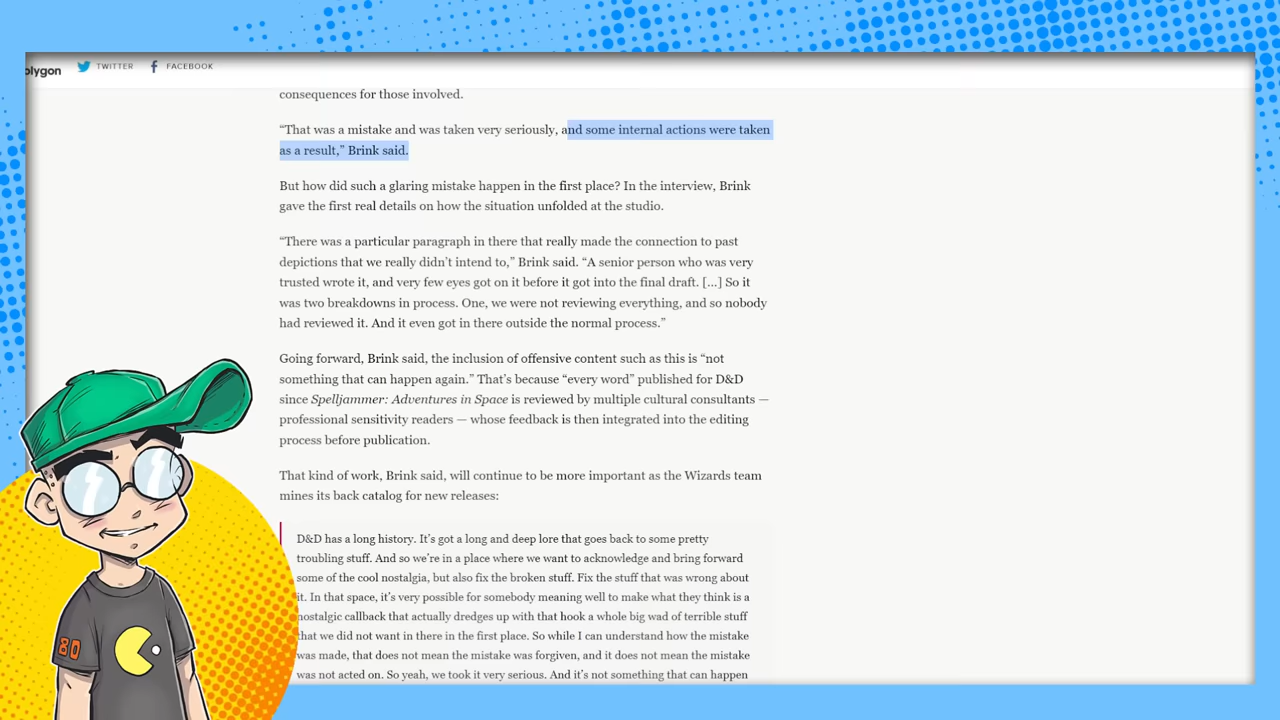 olygon TWITTER FACEBOOK
consequences for those involved.
“That was a mistake and was taken very seriously, and some internal actions were taken
as a result,” Brink said.
But how did such a glaring mistake happen in the first place? In the interview, Brink
gave the first real details on how the situation unfolded at the studio.
“There was a particular paragraph in there that really made the connection to past
depictions that we really didn’t intend to,” Brink said. “A senior person who was very
trusted wrote it, and very few eyes got on it before it got into the final draft. [...] So it
was two breakdowns in process. One, we were not reviewing everything, and so nobody
had reviewed it. And it even got in there outside the normal process.”
Going forward, Brink said, the inclusion of offensive content such as this is “not
something that can happen again.” That’s because “every word” published for D&D
since Spelljammer: Adventures in Space is reviewed by multiple cultural consultants —
professional sensitivity readers — whose feedback is then integrated into the editing
process before publication.
That kind of work, Brink said, will continue to be more important as the Wizards team
mines its back catalog for new releases:
D&D has a long history. It’s got a long and deep lore that goes back to some pretty
troubling stuff. And so we’re in a place where we want to acknowledge and bring forward
some of the cool nostalgia, but also fix the broken stuff. Fix the stuff that was wrong about
it. In that space, it’s very possible for somebody meaning well to make what they think is a
nostalgic callback that actually dredges up with that hook a whole big wad of terrible stuff
that we did not want in there in the first place. So while I can understand how the mistake
was made, that does not mean the mistake was forgiven, and it does not mean the mistake
was not acted on. So yeah, we took it very serious. And it’s not something that can happen
80